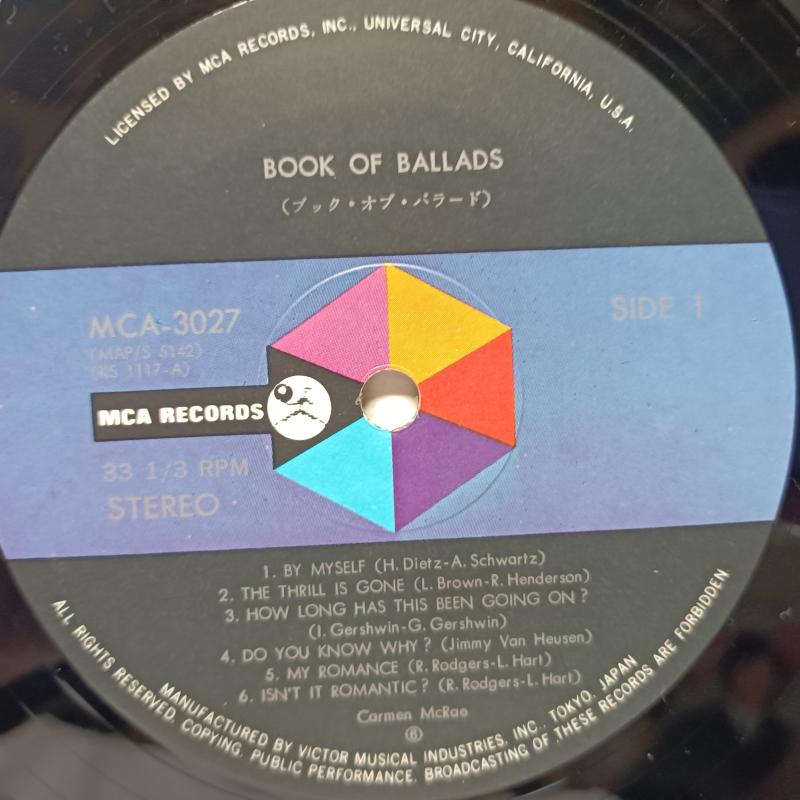 LICENSED BY MCA RECORDS, INC., UNIVERSAL CITY, CALIFORNIA, U.S.A.
BOOK OF BALLADS
(ブック・オブ・バラード)
MCA-3027
SIDE 1
(MAP/S 5142)
(KS 1117-A)
MCA RECORDS
33 1/3 RPM
STEREO
1. BY MYSELF (H. Dietz-A. Schwartz)
2. THE THRILL IS GONE (L. Brown-R. Henderson)
3. HOW LONG HAS THIS BEEN GOING ON?
(I. Gershwin-G. Gershwin)
4. DO YOU KNOW WHY? (Jimmy Van Heusen)
5. MY ROMANCE (R. Rodgers-L. Hart)
6. ISN'T IT ROMANTIC? (R. Rodgers-L. Hart)
Carmen McRae
MANUFACTURED BY VICTOR MUSICAL INDUSTRIES, INC., TOKYO, JAPAN
ALL RIGHTS RESERVED. COPYING, PUBLIC PERFORMANCE, BROADCASTING OF THESE RECORDS ARE FORBIDDEN